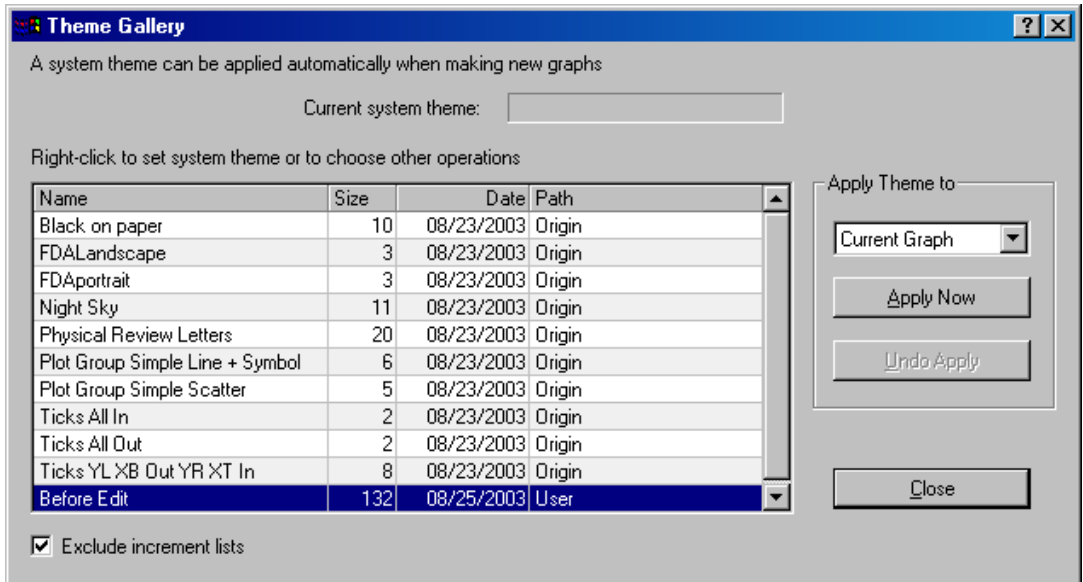 Theme Gallery
A system theme can be applied automatically when making new graphs
Current system theme:
Right-click to set system theme or to choose other operations
Name Size Date Path
Black on paper 10 08/23/2003 Origin
FDALandscape 3 08/23/2003 Origin
FDAportrait 3 08/23/2003 Origin
Night Sky 11 08/23/2003 Origin
Physical Review Letters 20 08/23/2003 Origin
Plot Group Simple Line + Symbol 6 08/23/2003 Origin
Plot Group Simple Scatter 5 08/23/2003 Origin
Ticks All In 2 08/23/2003 Origin
Ticks All Out 2 08/23/2003 Origin
Ticks YL XB Out YR XT In 8 08/23/2003 Origin
Before Edit 132 08/25/2003 User
Exclude increment lists
Apply Theme to
Current Graph
Apply Now
Undo Apply
Close